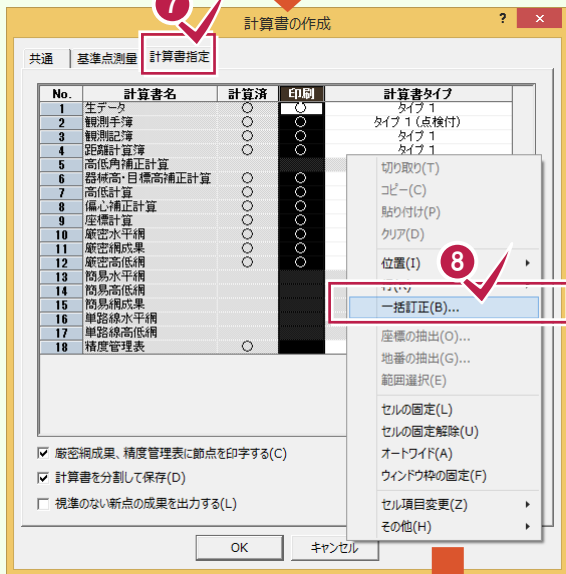 7
計算書の作成
? ×
共通 基準点測量 計算書指定
No. 計算書名 計算済 印刷 計算書タイプ
1 生データ ○ ○ タイプ 1
2 観測手簿 ○ ○ タイプ 1 (点検付)
3 観測記簿 ○ ○ タイプ 1
4 距離計算簿 ○ ○ タイプ 1
5 高低角補正計算
6 器械高・目標高補正計算 ○ ○
7 高低計算 ○ ○
8 偏心補正計算 ○ ○
9 座標計算 ○ ○
10 厳密水平網 ○ ○
11 厳密網成果 ○ ○
12 厳密高低網 ○ ○
13 簡易水平網
14 簡易高低網
15 簡易網成果
16 単路線水平網
17 単路線高低網
18 精度管理表 ○
切り取り(T)
コピー(C)
貼り付け(P)
クリア(D)
位置(I)
8
一括訂正(B)...
座標の抽出(O)...
地番の抽出(G)...
範囲選択(E)
セルの固定(L)
セルの固定解除(U)
オートワイド(A)
ウィンドウ枠の固定(F)
セル項目変更(Z)
その他(H)
厳密網成果、精度管理表に節点を印字する(C)
計算書を分割して保存(D)
視準のない新点の成果を出力する(L)
OK キャンセル